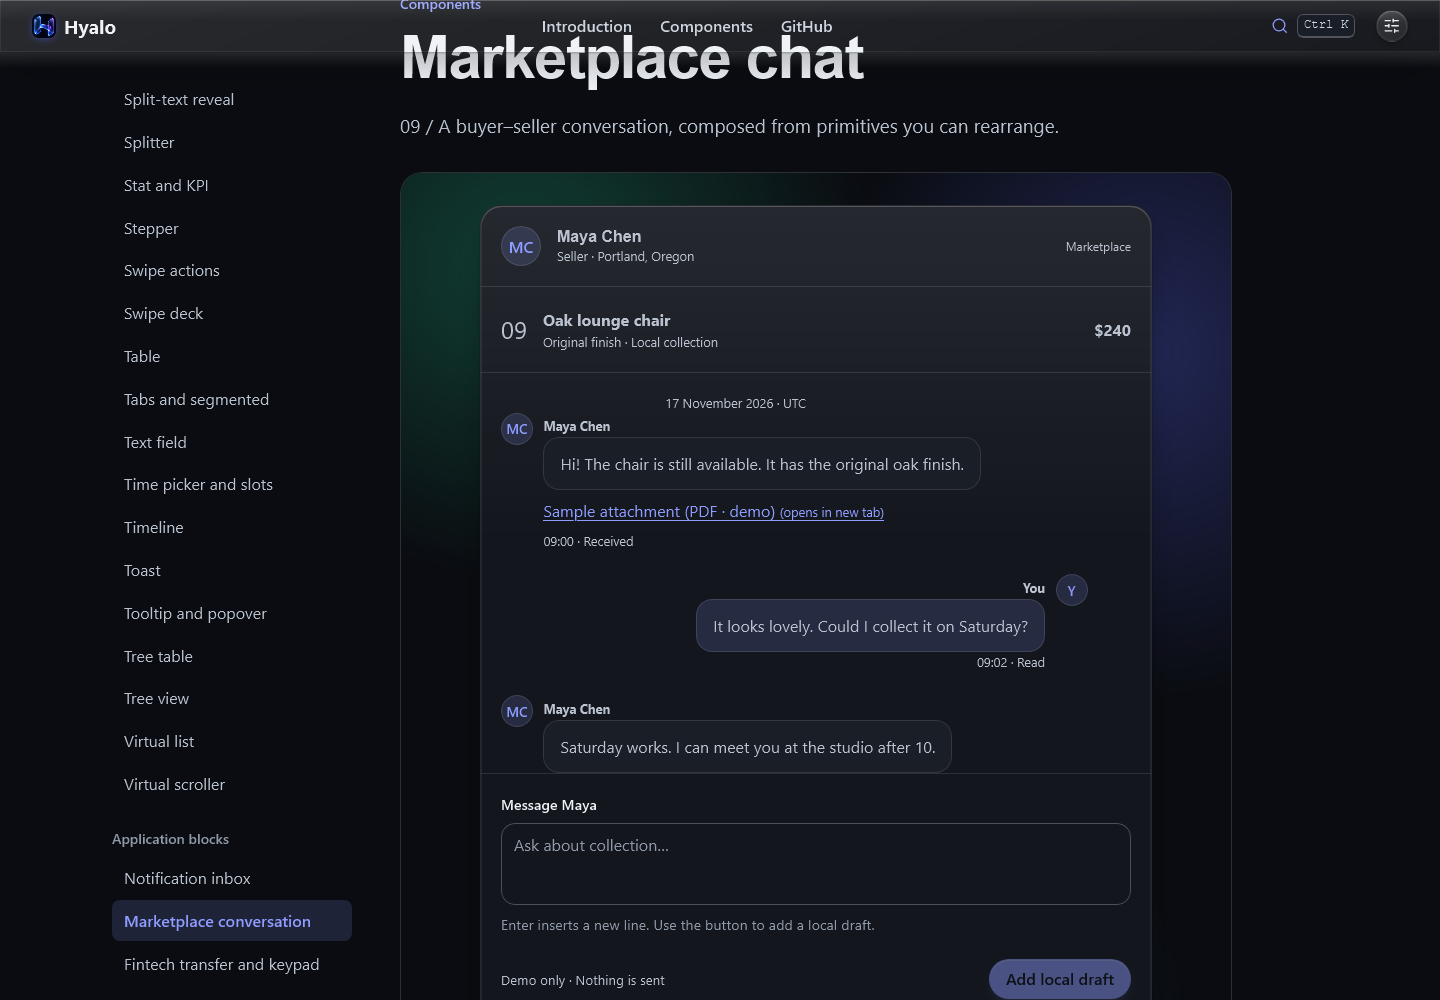 Components
Hyalo
Introduction
Components
GitHub
Ctrl K
Marketplace chat
09 / A buyer–seller conversation, composed from primitives you can rearrange.
Split-text reveal
Splitter
Stat and KPI
Stepper
Swipe actions
Swipe deck
Table
Tabs and segmented
Text field
Time picker and slots
Timeline
Toast
Tooltip and popover
Tree table
Tree view
Virtual list
Virtual scroller
Application blocks
Notification inbox
Marketplace conversation
Fintech transfer and keypad
MC
Maya Chen
Seller · Portland, Oregon
Marketplace
09
Oak lounge chair
Original finish · Local collection
$240
17 November 2026 · UTC
MC
Maya Chen
Hi! The chair is still available. It has the original oak finish.
Sample attachment (PDF · demo) (opens in new tab)
09:00 · Received
You
Y
It looks lovely. Could I collect it on Saturday?
09:02 · Read
MC
Maya Chen
Saturday works. I can meet you at the studio after 10.
Message Maya
Ask about collection...
Enter inserts a new line. Use the button to add a local draft.
Demo only · Nothing is sent
Add local draft